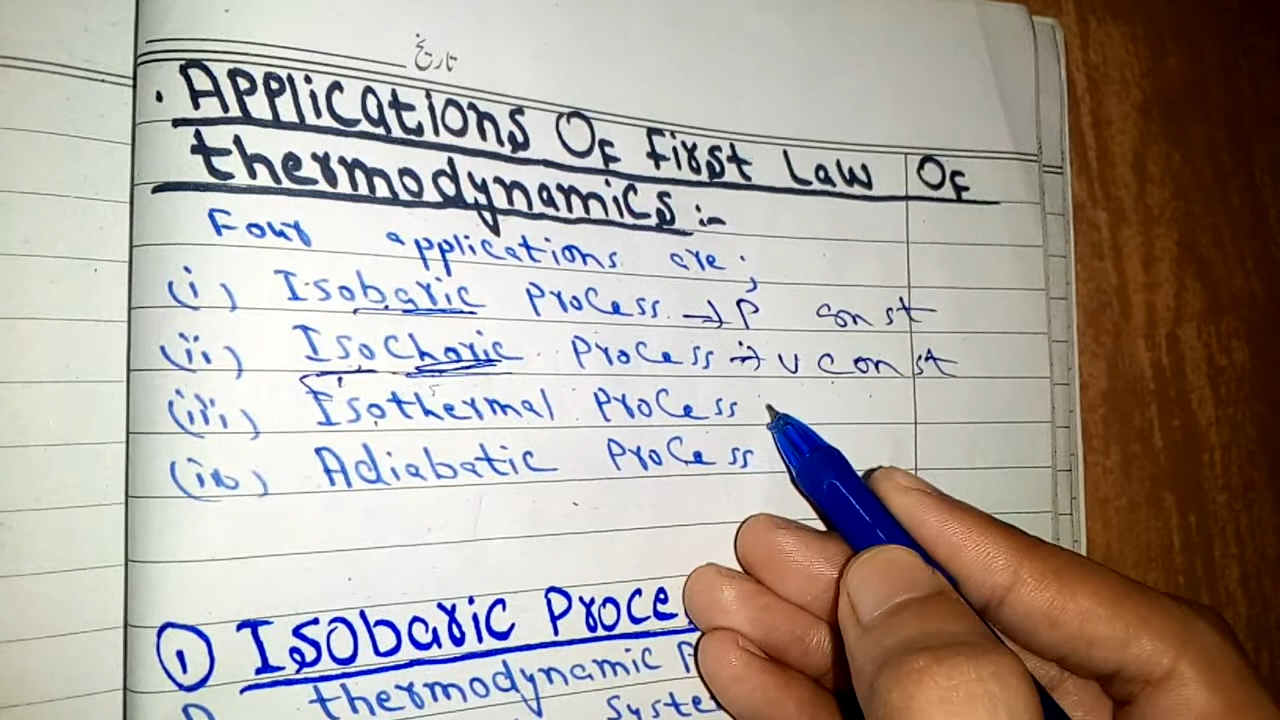 تاریخ
Applications Of First Law Of
thermodynamics :-
Four applications are ;
(i) Isobaric Process → P const
(ii) Isochoric Process → V const
(iii) Isothermal Process
(iv) Adiabatic Process
① Isobaric Proce
thermodynamic
Syste